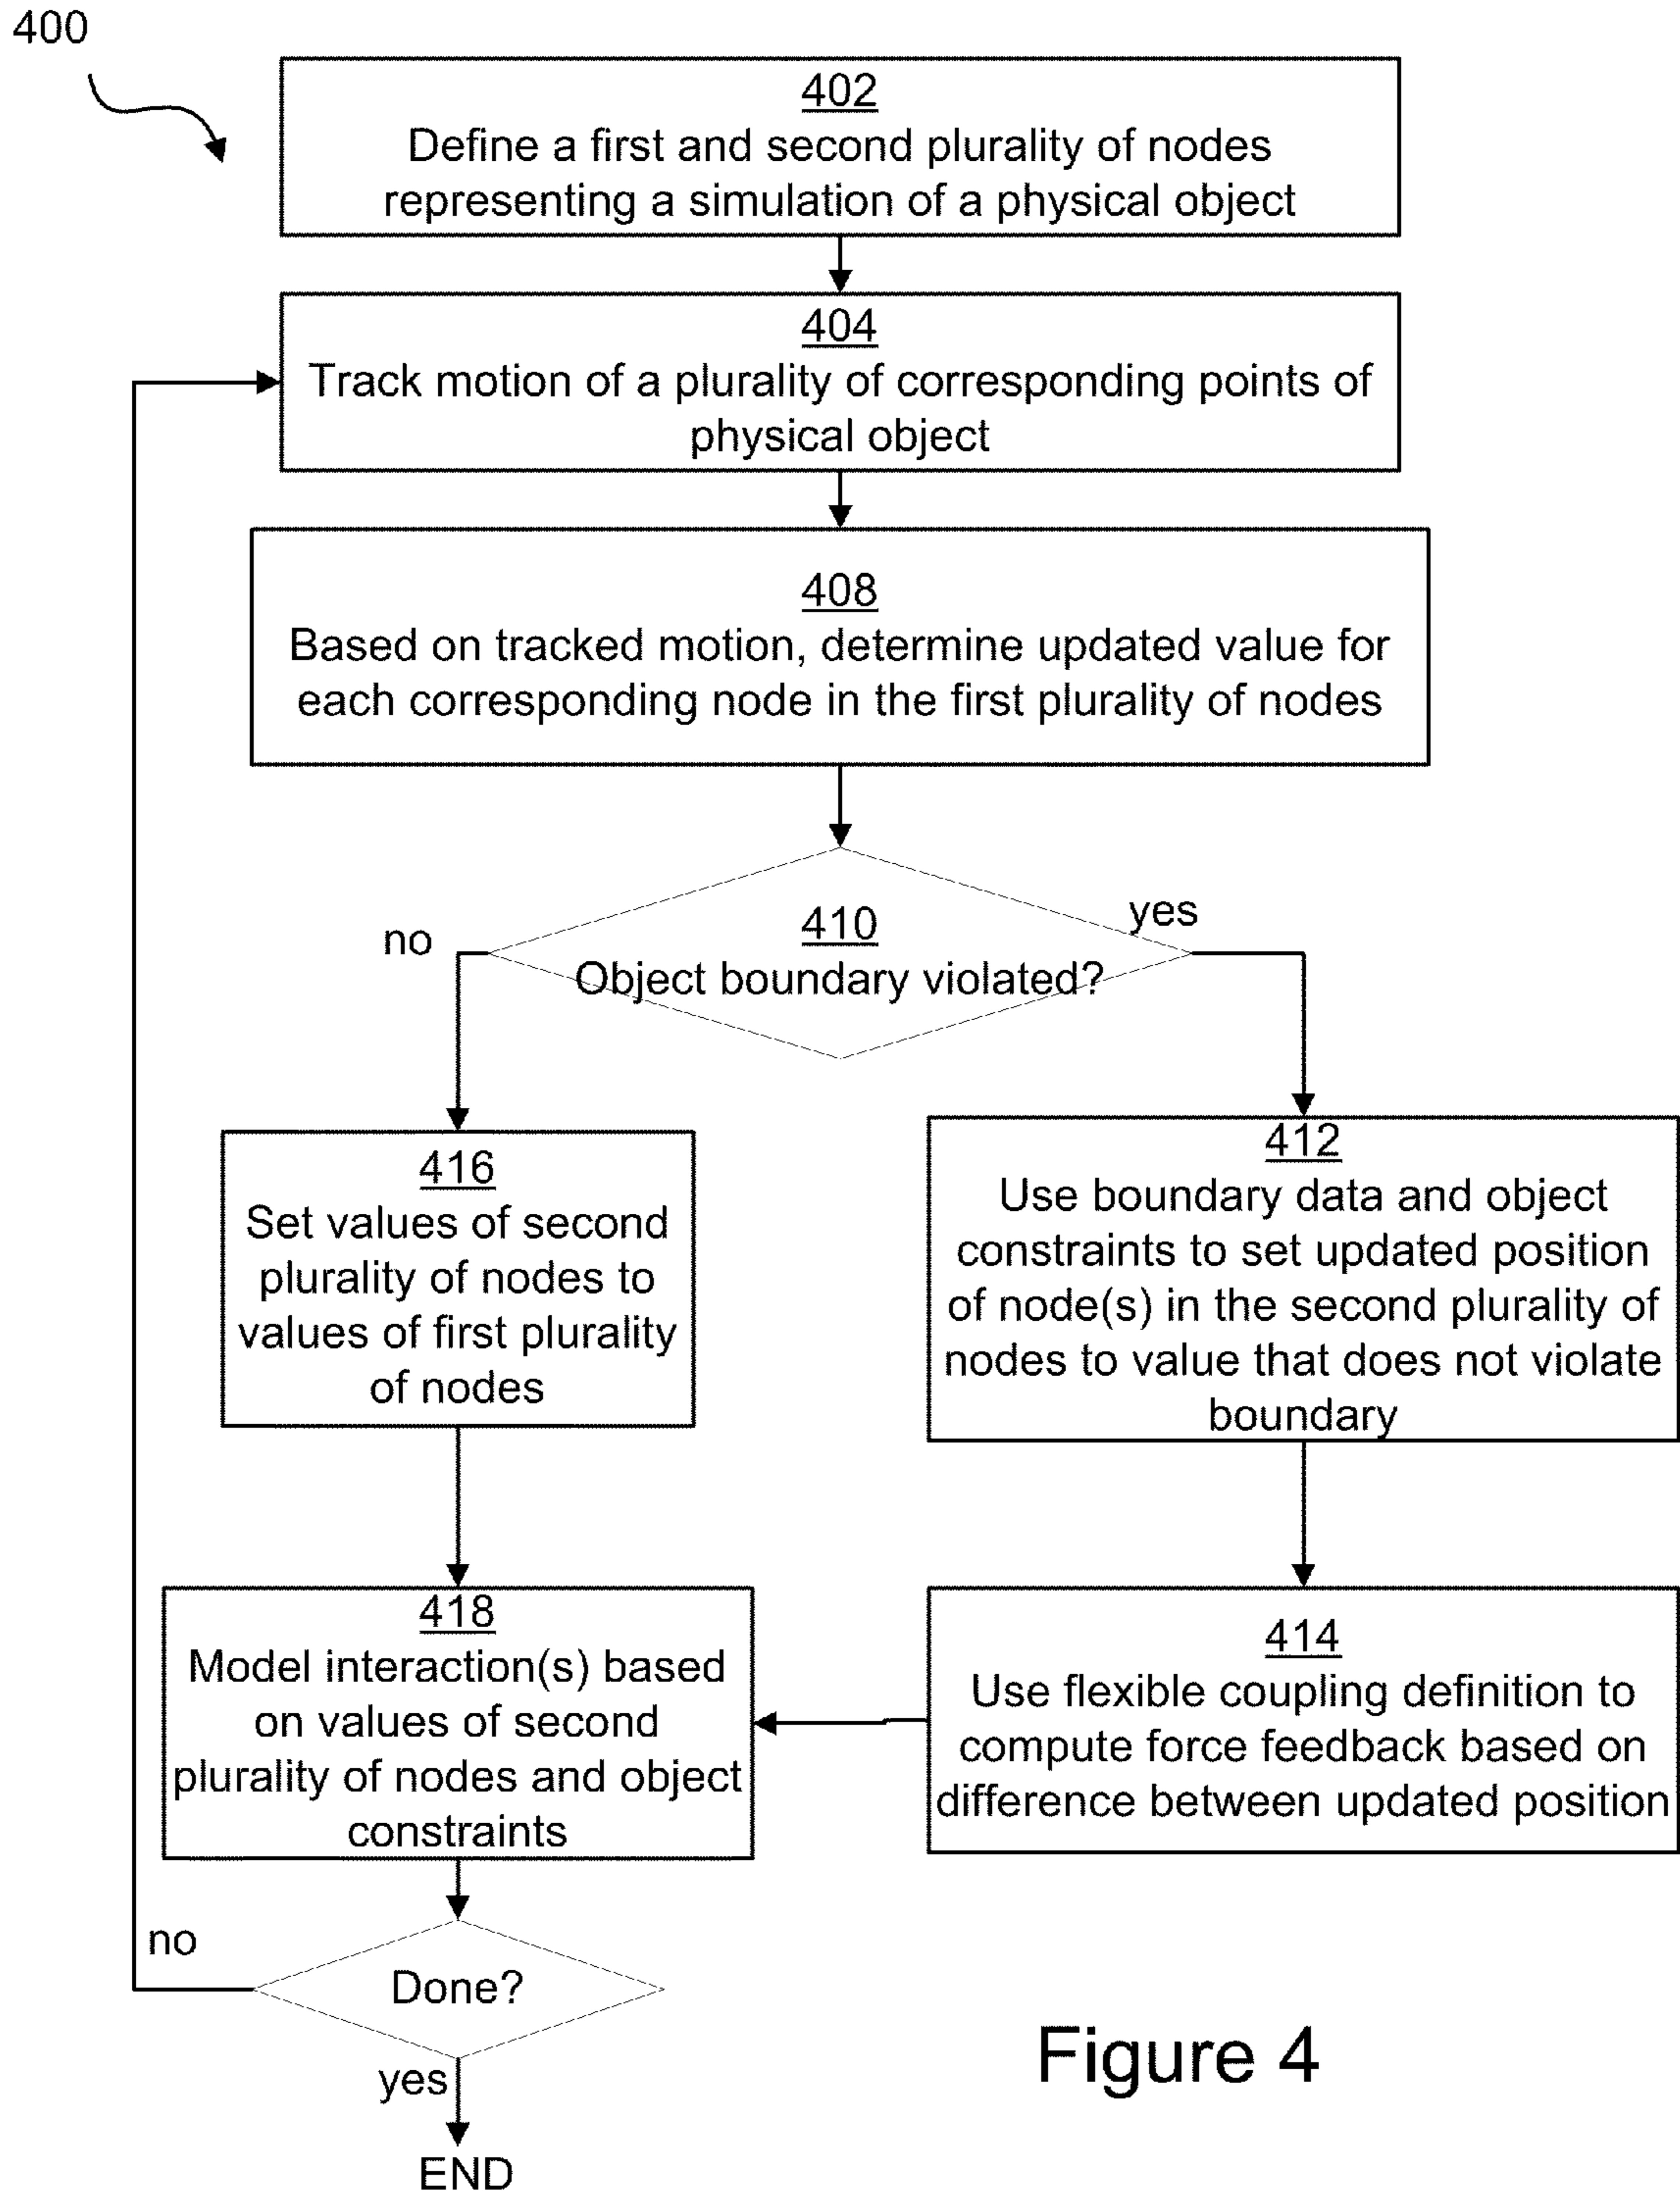 400
402
Define a first and second plurality of nodes
representing a simulation of a physical object
404
Track motion of a plurality of corresponding points of
physical object
408
Based on tracked motion, determine updated value for
each corresponding node in the first plurality of nodes
410
Object boundary violated?
no
yes
416
Set values of second
plurality of nodes to
values of first plurality
of nodes
412
Use boundary data and object
constraints to set updated position
of node(s) in the second plurality of
nodes to value that does not violate
boundary
418
Model interaction(s) based
on values of second
plurality of nodes and object
constraints
414
Use flexible coupling definition to
compute force feedback based on
difference between updated position
no
Done?
yes
END
Figure 4